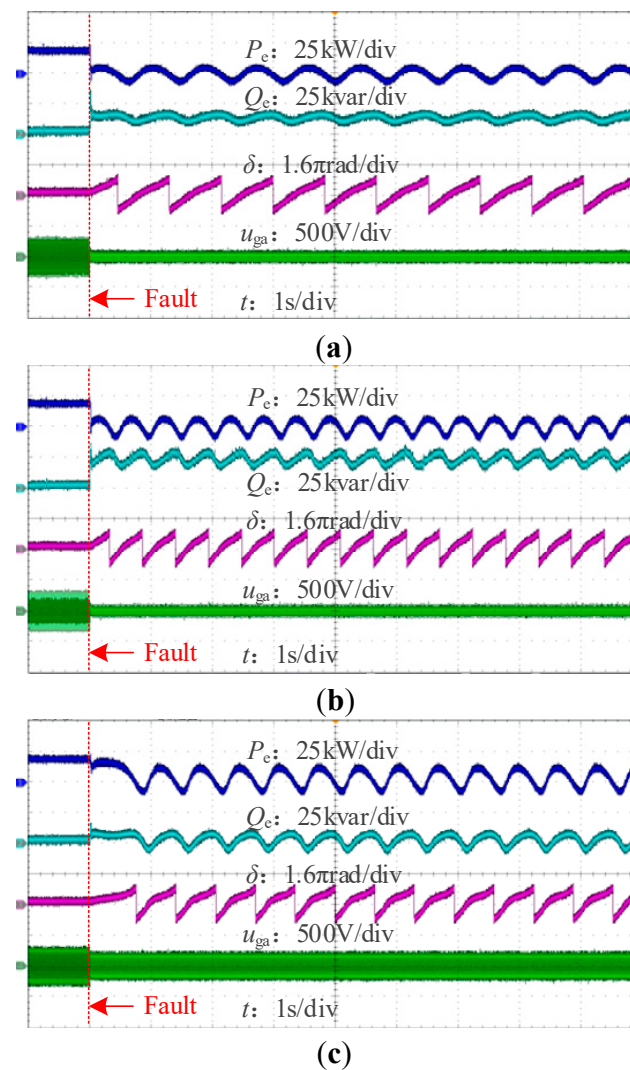 Pe：25kW/div
Qe：25kvar/div
δ：1.6πrad/div
uga：500V/div
Fault t：1s/div
(a)
Pe：25kW/div
Qe：25kvar/div
δ：1.6πrad/div
uga：500V/div
Fault t：1s/div
(b)
Pe：25kW/div
Qe：25kvar/div
δ：1.6πrad/div
uga：500V/div
Fault t：1s/div
(c)